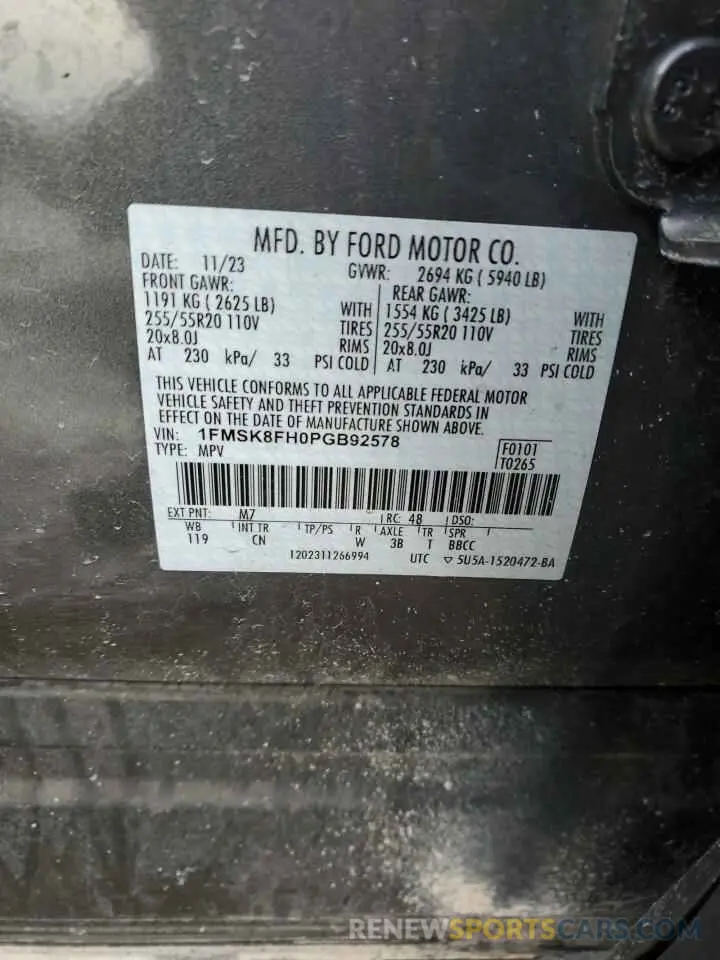 MFD. BY FORD MOTOR CO.
DATE: 11/23 GVWR: 2694 KG ( 5940 LB)
FRONT GAWR: REAR GAWR:
1191 KG ( 2625 LB) WITH 1554 KG ( 3425 LB) WITH
255/55R20 110V TIRES 255/55R20 110V TIRES
20x8.0J RIMS 20x8.0J RIMS
AT 230 kPa/ 33 PSI COLD AT 230 kPa/ 33 PSI COLD
THIS VEHICLE CONFORMS TO ALL APPLICABLE FEDERAL MOTOR
VEHICLE SAFETY AND THEFT PREVENTION STANDARDS IN
EFFECT ON THE DATE OF MANUFACTURE SHOWN ABOVE.
VIN: 1FMSK8FH0PGB92578 F0101
TYPE: MPV T0265
EXT PNT: M7 RC: 48 DSO:
WB INT TR TP/PS R AXLE TR SPR
119 CN W 3B T BBCC
1202311266994 UTC ▽ 5U5A-1520472-BA
RENEWSPORTSCARS.COM